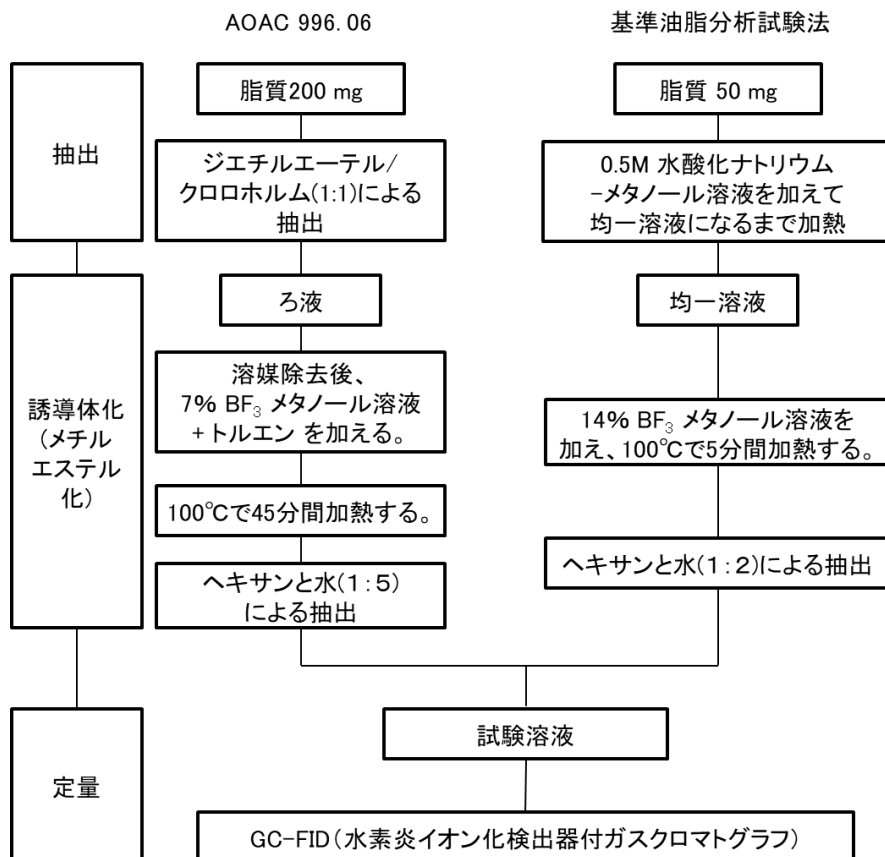 AOAC 996.06
基準油脂分析試験法
抽出
脂質200 mg
ジエチルエーテル/
クロロホルム(1:1)による
抽出
脂質 50 mg
0.5M 水酸化ナトリウム
-メタノール溶液を加えて
均一溶液になるまで加熱
誘導体化
(メチル
エステル
化)
ろ液
溶媒除去後、
7% BF₃ メタノール溶液
+トルエン を加える。
100℃で45分間加熱する。
ヘキサンと水(1:5)
による抽出
均一溶液
14% BF₃ メタノール溶液を
加え、100℃で5分間加熱する。
ヘキサンと水(1:2)による抽出
定量
試験溶液
GC-FID(水素炎イオン化検出器付ガスクロマトグラフ)